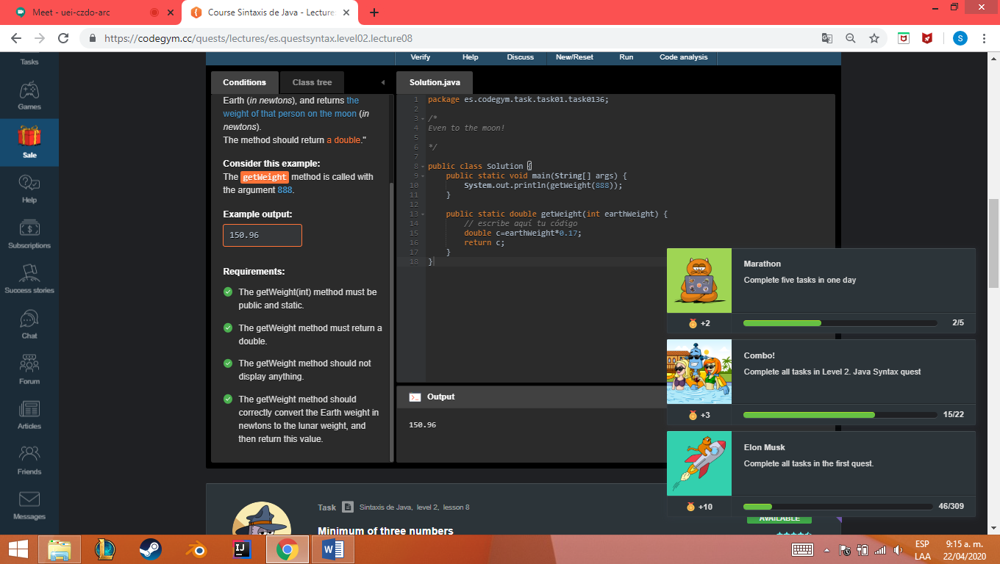 Meet - uei-czdo-arc
Course Sintaxis de Java - Lecture
https://codegym.cc/quests/lectures/es.questsyntax.level02.lecture08
S
Tasks
Games
Sale
Help
Subscriptions
Success stories
Chat
Forum
Articles
Friends
Messages
Verify Help Discuss New/Reset Run Code analysis
Conditions Class tree
Earth (in newtons), and returns the
weight of that person on the moon (in
newtons).
The method should return a double."
Consider this example:
The getWeight method is called with
the argument 888.
Example output:
150.96
Requirements:
The getWeight(int) method must be
public and static.
The getWeight method must return a
double.
The getWeight method should not
display anything.
The getWeight method should
correctly convert the Earth weight in
newtons to the lunar weight, and
then return this value.
Solution.java
1 package es.codegym.task.task01.task0136;
2
3 /*
4 Even to the moon!
5
6 */
7
8 public class Solution {
9 public static void main(String[] args) {
10 System.out.println(getWeight(888));
11 }
12
13 public static double getWeight(int earthWeight) {
14 // escribe aquí tu código
15 double c=earthWeight*0.17;
16 return c;
17 }
18 }
Output
150.96
Marathon
Complete five tasks in one day
+2 2/5
Combo!
Complete all tasks in Level 2. Java Syntax quest
+3 15/22
Elon Musk
Complete all tasks in the first quest.
+10 46/309
Task Sintaxis de Java, level 2, lesson 8
Minimum of three numbers
AVAILABLE
ESP
LAA
9:15 a. m.
22/04/2020